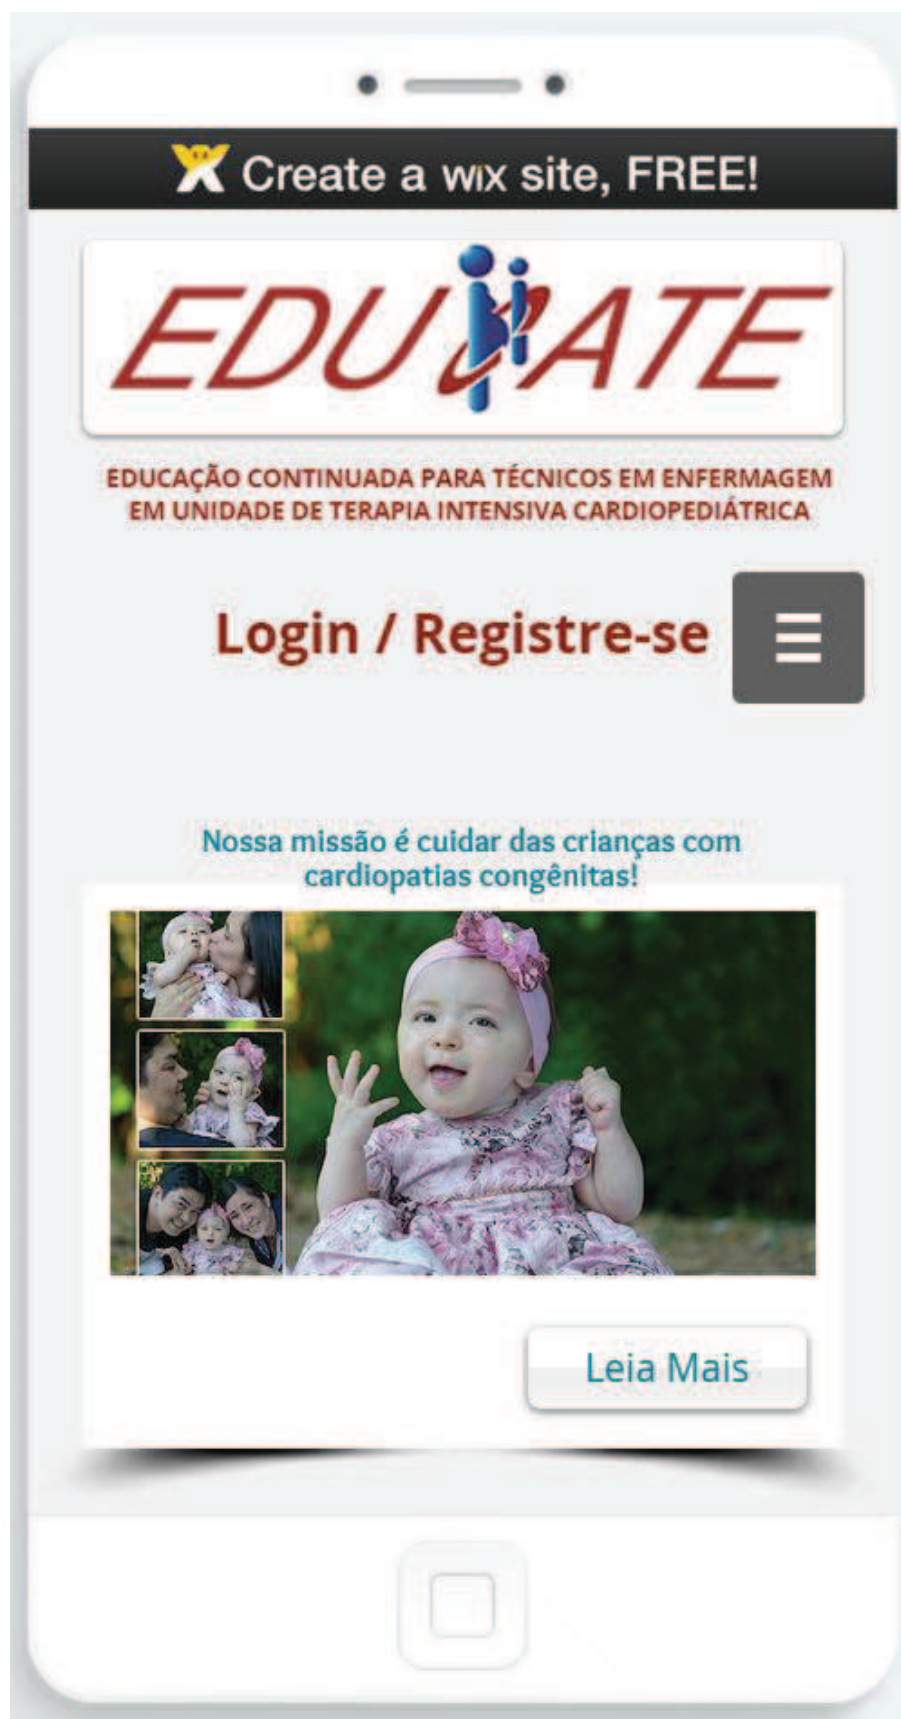 Create a wix site, FREE!
EDUCATE
EDUCAÇÃO CONTINUADA PARA TÉCNICOS EM ENFERMAGEM
EM UNIDADE DE TERAPIA INTENSIVA CARDIOPEDIÁTRICA
Login / Registre-se
Nossa missão é cuidar das crianças com
cardiopatias congênitas!
Leia Mais